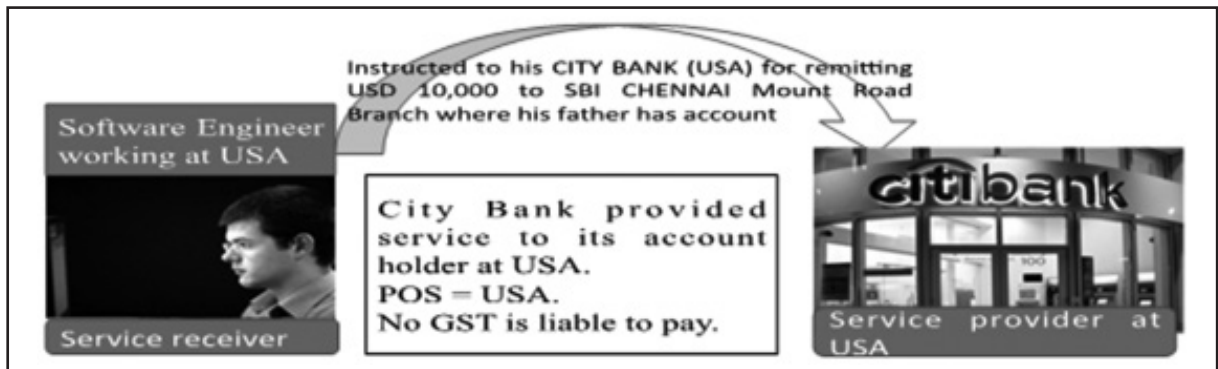 Instructed to his CITY BANK (USA) for remitting
USD 10,000 to SBI CHENNAI Mount Road
Branch where his father has account
Software Engineer
working at USA
City Bank provided
service to its account
holder at USA.
POS = USA.
No GST is liable to pay.
citibank
100
Service receiver
Service provider at
USA